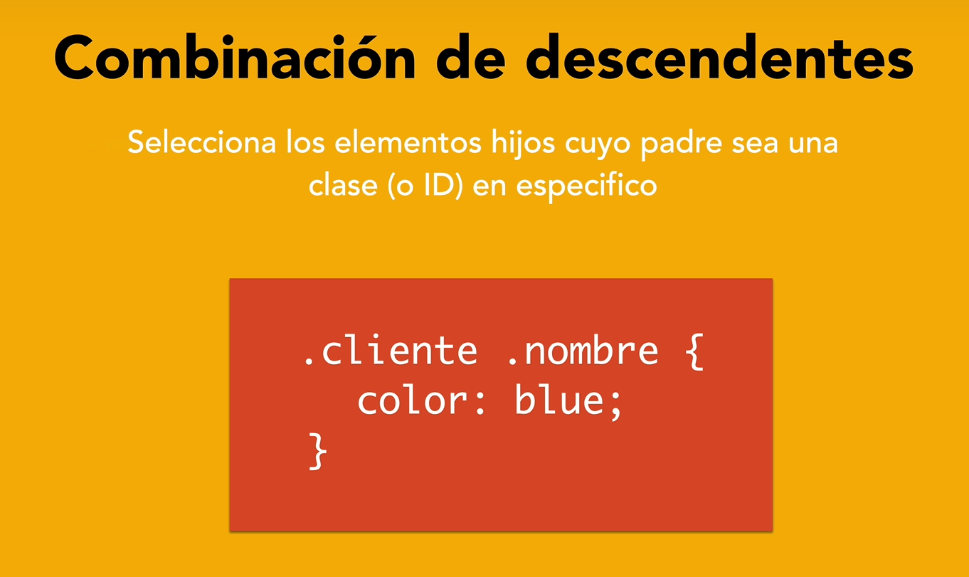 Combinación de descendentes
Selecciona los elementos hijos cuyo padre sea una
clase (o ID) en especifico
.cliente .nombre {
color: blue;
}